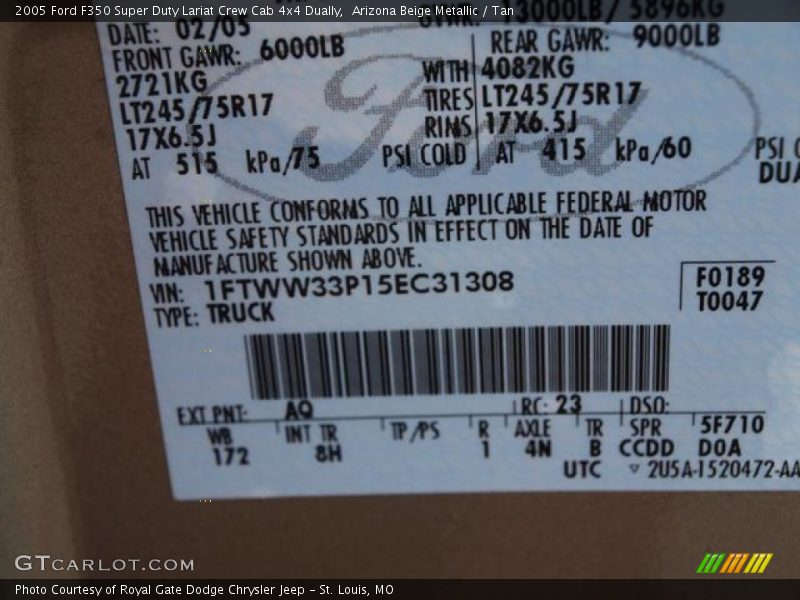 2005 Ford F350 Super Duty Lariat Crew Cab 4x4 Dually,  Arizona Beige Metallic / Tan
DATE: 02/05 3000LB / 5896KG
FRONT GAWR: 6000LB REAR GAWR: 9000LB
2721KG WITH 4082KG
LT245/75R17 TIRES LT245/75R17
17X6.5J RIMS 17X6.5J
AT 515 kPa/75 PSI COLD AT 415 kPa/60 PSI
DUA
Ford
THIS VEHICLE CONFORMS TO ALL APPLICABLE FEDERAL MOTOR
VEHICLE SAFETY STANDARDS IN EFFECT ON THE DATE OF
MANUFACTURE SHOWN ABOVE.
VIN: 1FTWW33P15EC31308 F0189
TYPE: TRUCK T0047
EXT PNT: AQ RC: 23 DSO:
WB INT TR TP/PS R AXLE TR SPR 5F710
172 8H 1 4N B CCDD D0A
UTC ▽ 2U5A-1520472-AA
GTCARLOT.COM
Photo Courtesy of Royal Gate Dodge Chrysler Jeep - St. Louis, MO